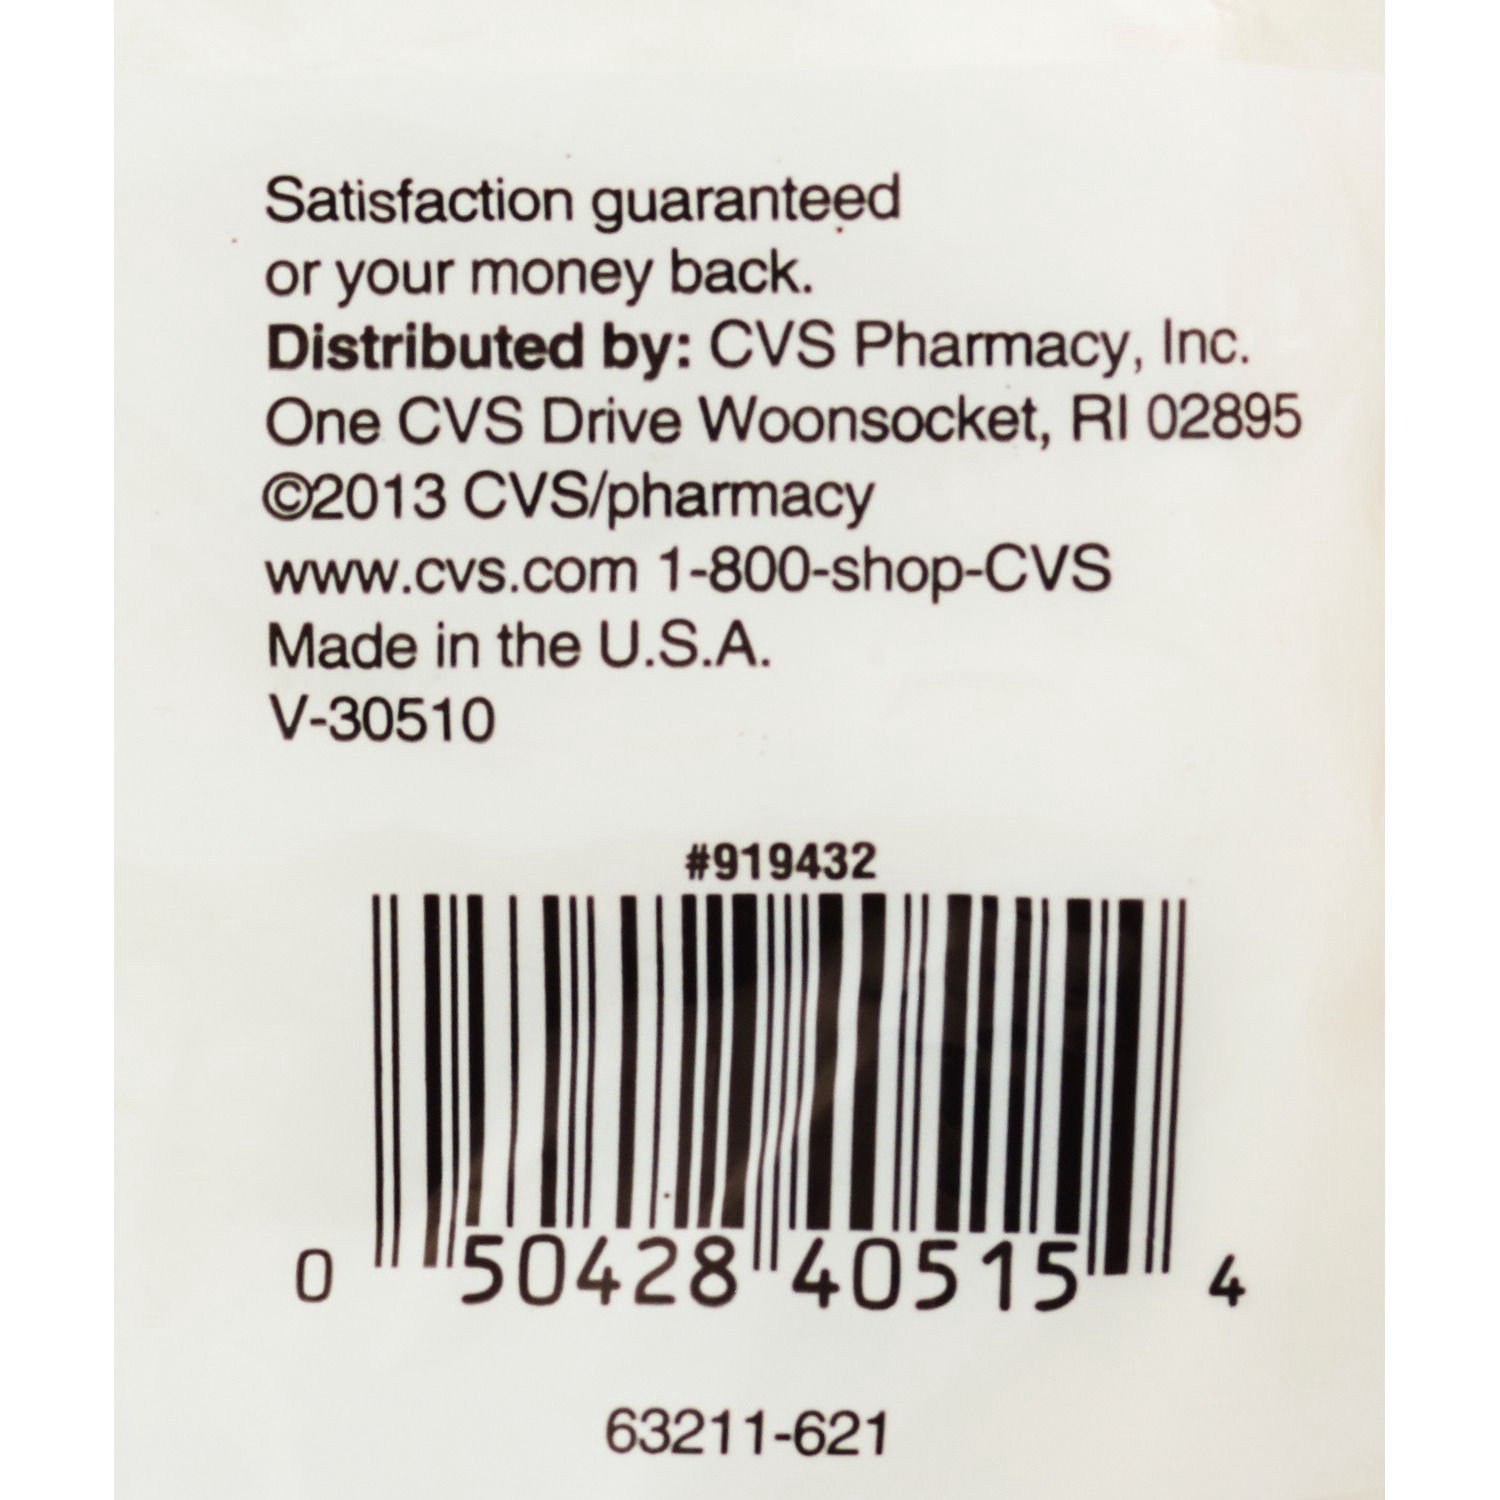 Satisfaction guaranteed
or your money back.
Distributed by: CVS Pharmacy, Inc.
One CVS Drive Woonsocket, RI 02895
©2013 CVS/pharmacy
www.cvs.com 1-800-shop-CVS
Made in the U.S.A.
V-30510
#919432
0 50428 40515 4
63211-621